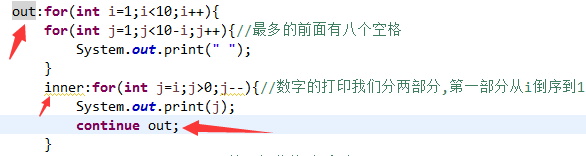 out:for(int i=1;i<10;i++){
for(int j=1;j<10-i;j++){//最多的前面有八个空格
System.out.print(" ");
}
inner:for(int j=i;j>0;j--){//数字的打印我们分两部分,第一部分从i倒序到1
System.out.print(j);
continue out;
}